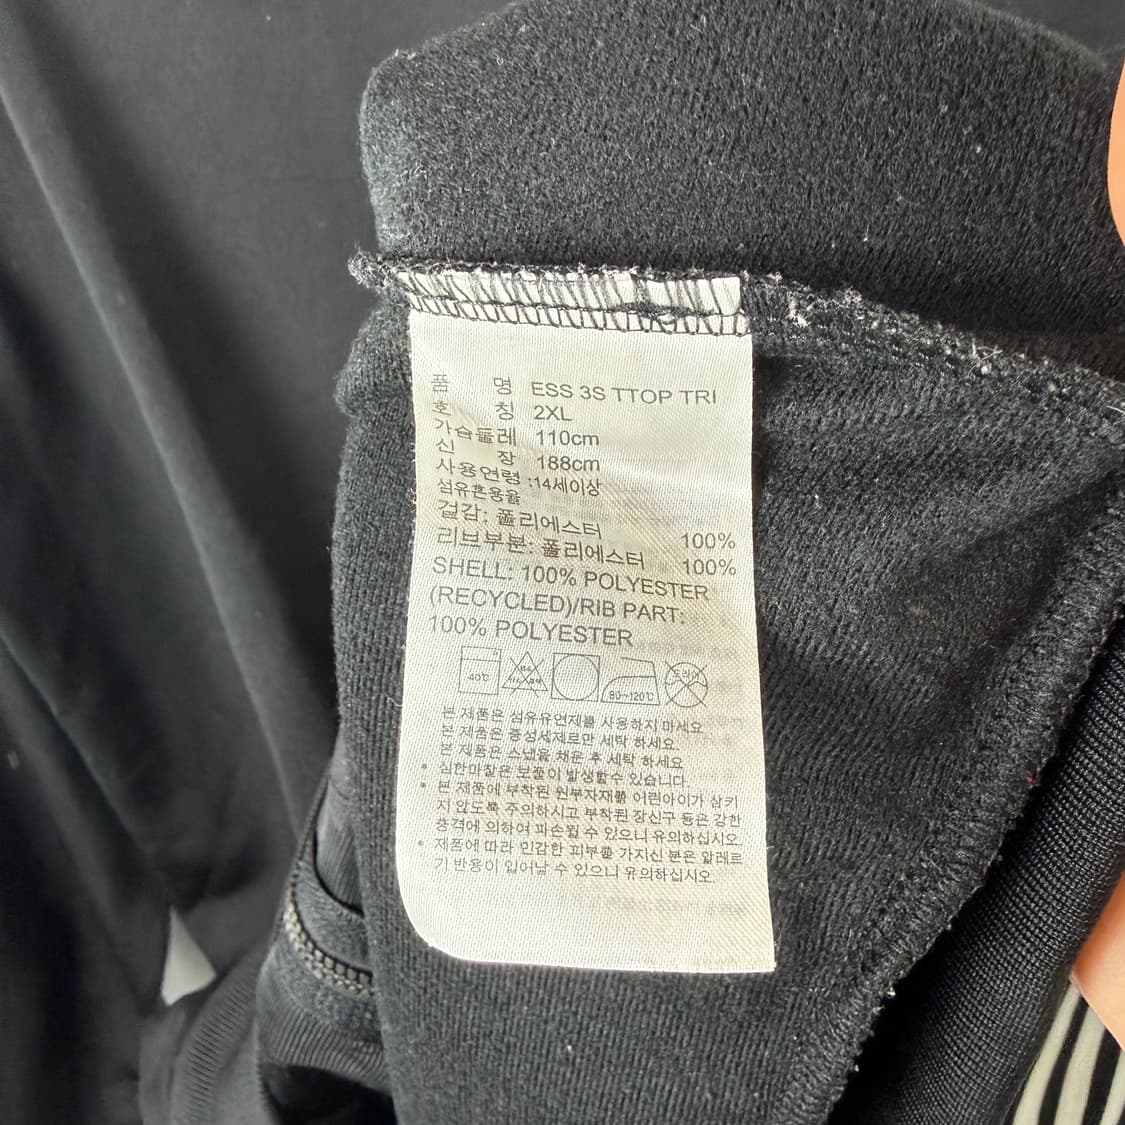 품 명 ESS 3S TTOP TRI
호 칭 2XL
가슴둘레 110cm
신 장 188cm
사용연령 :14세이상
섬유혼용율
겉감: 폴리에스터 100%
리브부분: 폴리에스터 100%
SHELL: 100% POLYESTER
(RECYCLED)/RIB PART:
100% POLYESTER
40℃ 80~120℃ 드라이
본 제품은 섬유유연제를 사용하지 마세요.
본 제품은 중성세제로만 세탁 하세요.
본 제품은 스냅을 채운 후 세탁 하세요
• 심한마찰은 보풀이 발생할수 있습니다.
• 본 제품에 부착된 원부자재를 어린아이가 삼키
지 않도록 주의하시고 부착된 장신구 등은 강한
충격에 의하여 파손될 수 있으니 유의하십시오.
• 제품에 따라 민감한 피부를 가지신 분은 알레르
기 반응이 일어날 수 있으니 유의하십시오.